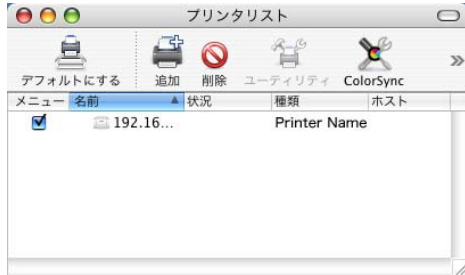 プリンタリスト
デフォルトにする 追加 削除 ユーティリティ ColorSync
メニュー 名前 状況 種類 ホスト
192.16... Printer Name